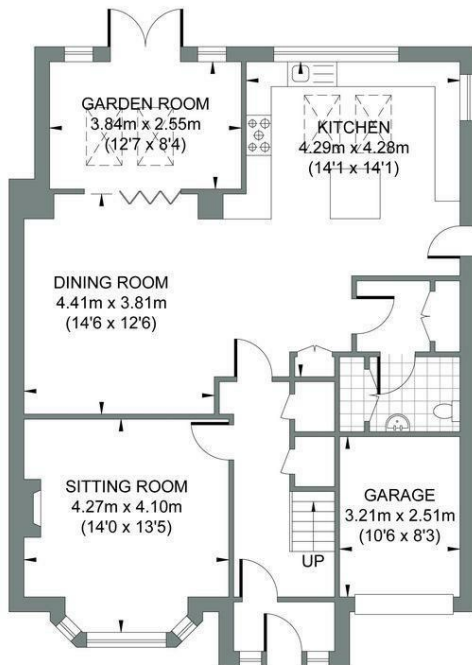 GARDEN ROOM
3.84m x 2.55m
(12'7 x 8'4)
KITCHEN
4.29m x 4.28m
(14'1 x 14'1)
DINING ROOM
4.41m x 3.81m
(14'6 x 12'6)
SITTING ROOM
4.27m x 4.10m
(14'0 x 13'5)
GARAGE
3.21m x 2.51m
(10'6 x 8'3)
UP